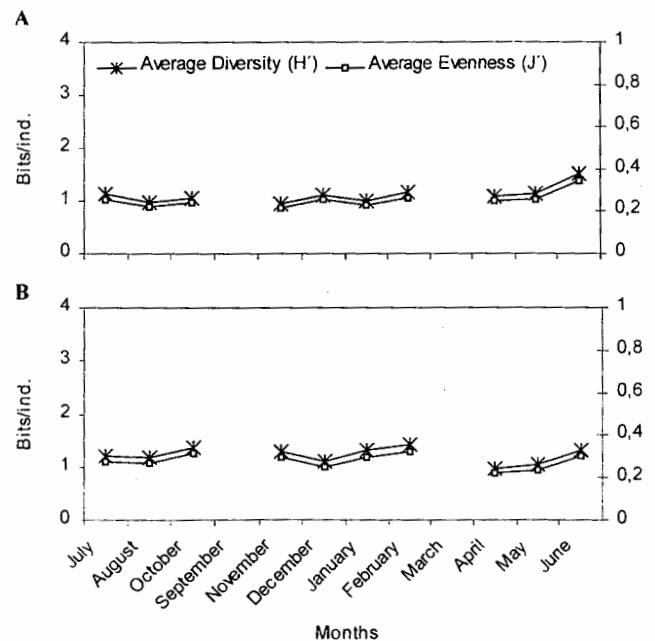 A
4
3
2
1
0
Bits/ind.
Average Diversity (H´) Average Evenness (J´)
1
0,8
0,6
0,4
0,2
0
B
4
3
2
1
0
Bits/ind.
1
0,8
0,6
0,4
0,2
0
July
August
October
September
November
December
January
February
March
April
May
June
Months